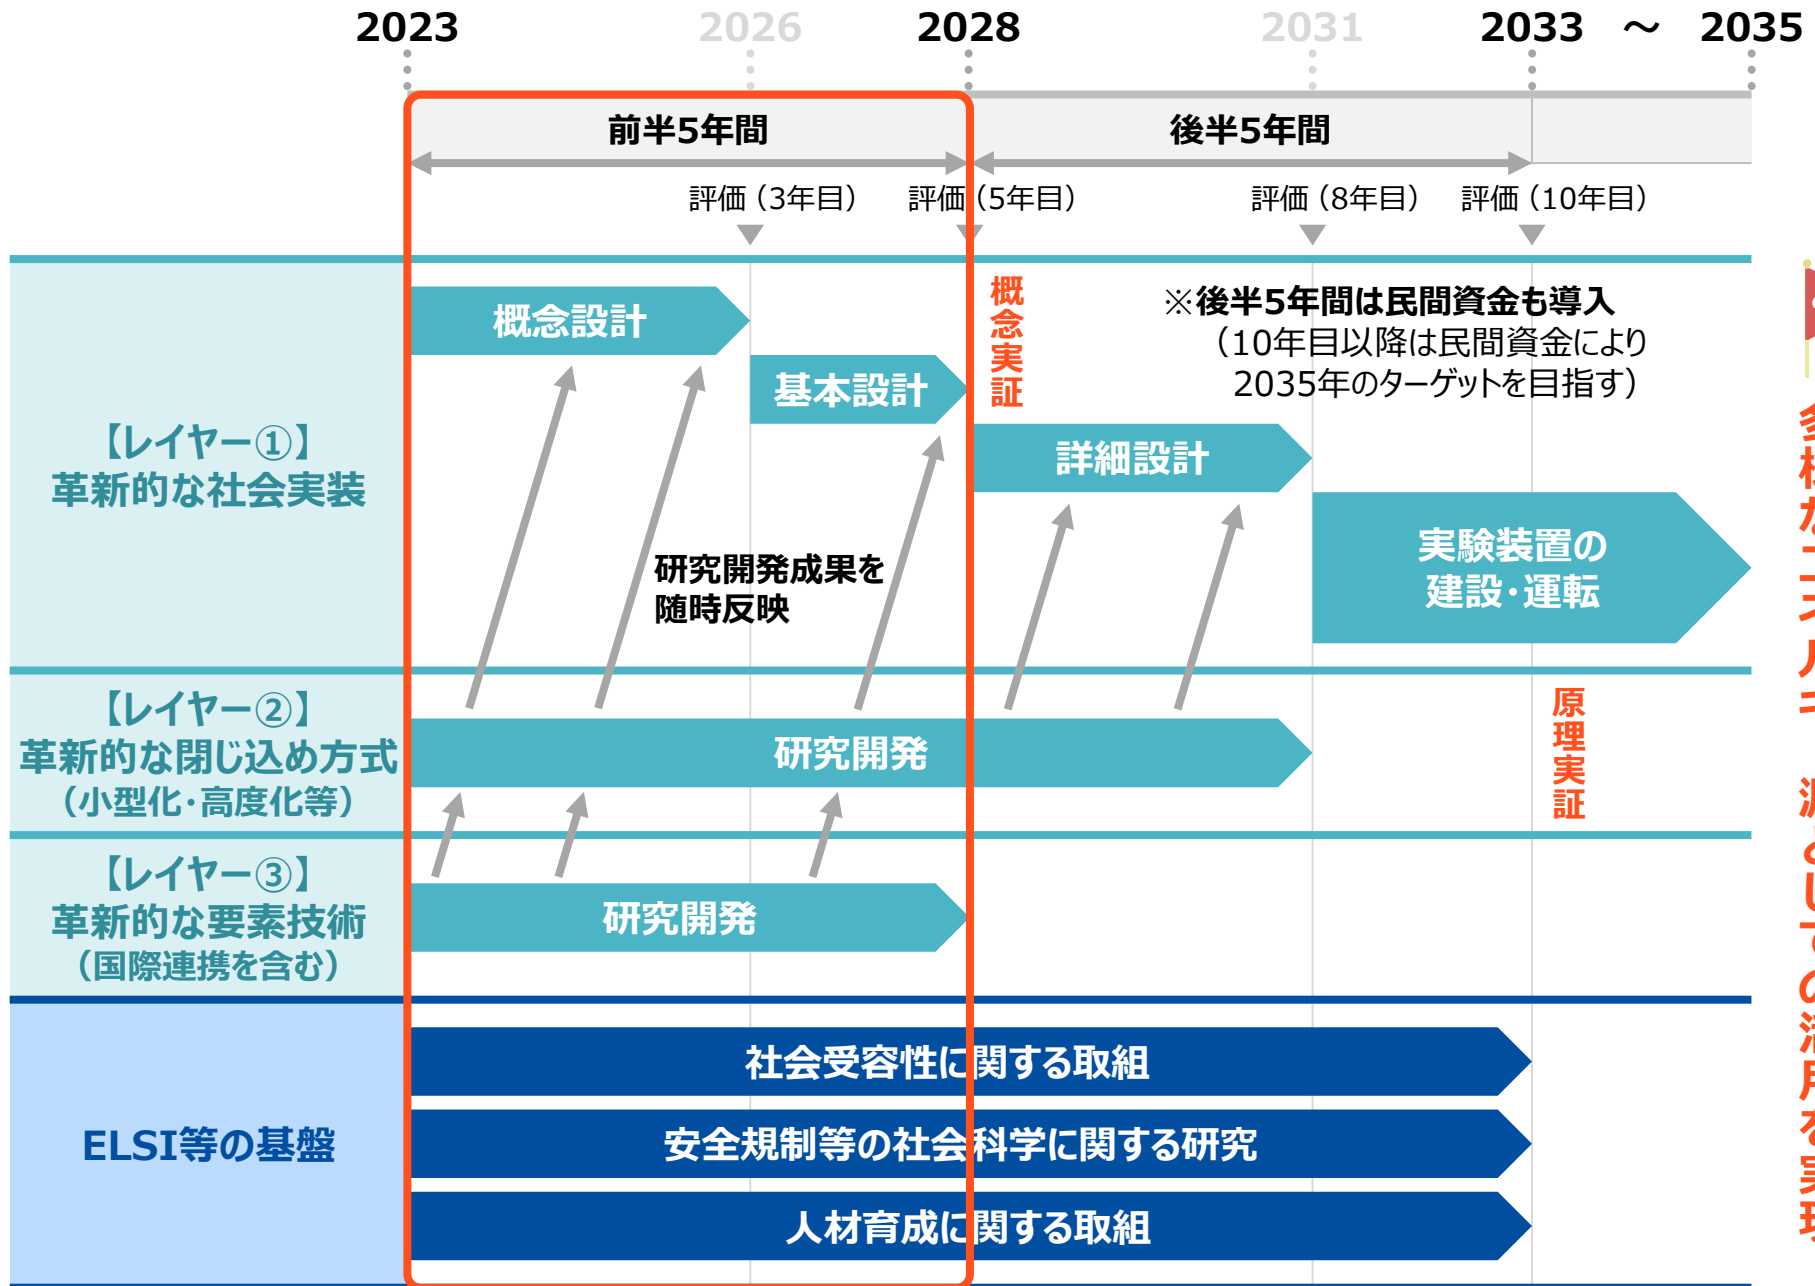 2023 2026 2028 2031 2033 ～ 2035
前半5年間 後半5年間
評価（3年目） 評価（5年目） 評価（8年目） 評価（10年目）
【レイヤー①】
革新的な社会実装
概念設計
基本設計
概念実証
※後半5年間は民間資金も導入
（10年目以降は民間資金により
2035年のターゲットを目指す）
詳細設計
実験装置の
建設・運転
研究開発成果を
随時反映
【レイヤー②】
革新的な閉じ込め方式
（小型化・高度化等）
研究開発
原理実証
【レイヤー③】
革新的な要素技術
（国際連携を含む）
研究開発
ELSI等の基盤
社会受容性に関する取組
安全規制等の社会科学に関する研究
人材育成に関する取組